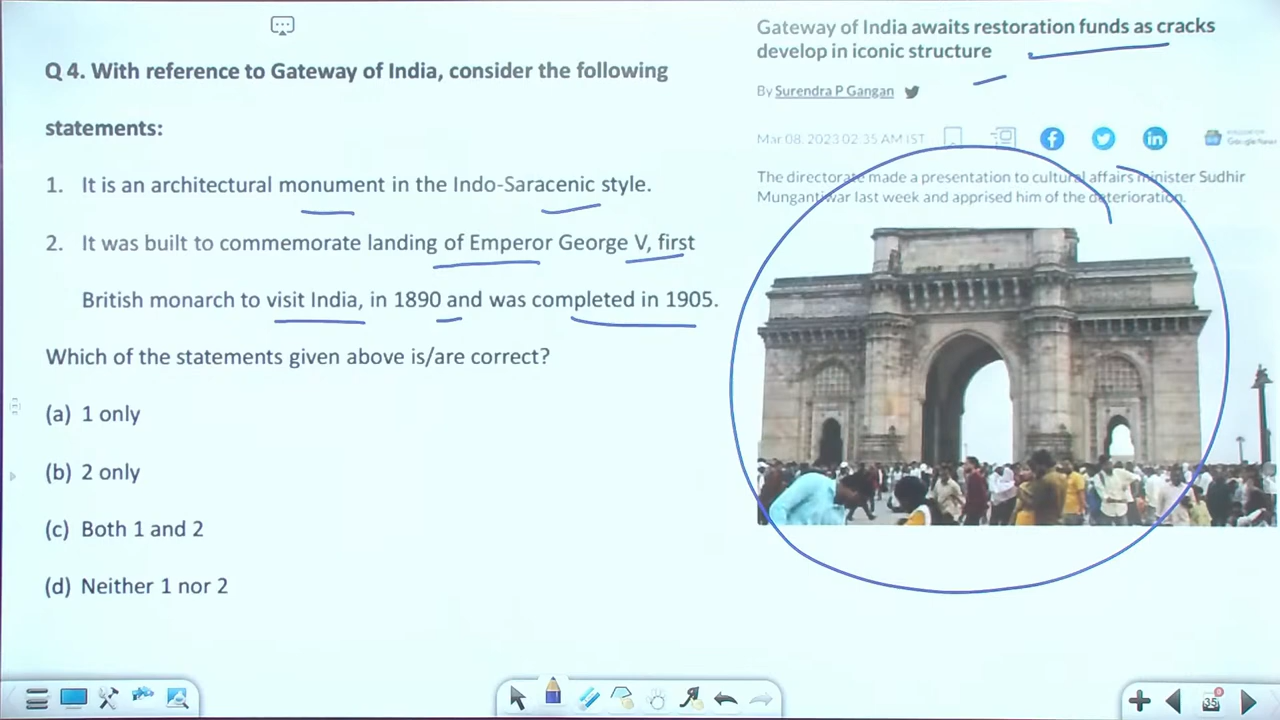 Q 4. With reference to Gateway of India, consider the following
statements:
1. It is an architectural monument in the Indo-Saracenic style.
2. It was built to commemorate landing of Emperor George V, first
British monarch to visit India, in 1890 and was completed in 1905.
Which of the statements given above is/are correct?
(a) 1 only
(b) 2 only
(c) Both 1 and 2
(d) Neither 1 nor 2
Gateway of India awaits restoration funds as cracks
develop in iconic structure
By Surendra P Gangan
Mar 08, 2023 02:35 AM IST
The directorate made a presentation to cultural affairs minister Sudhir
Mungantiwar last week and apprised him of the deterioration.
35